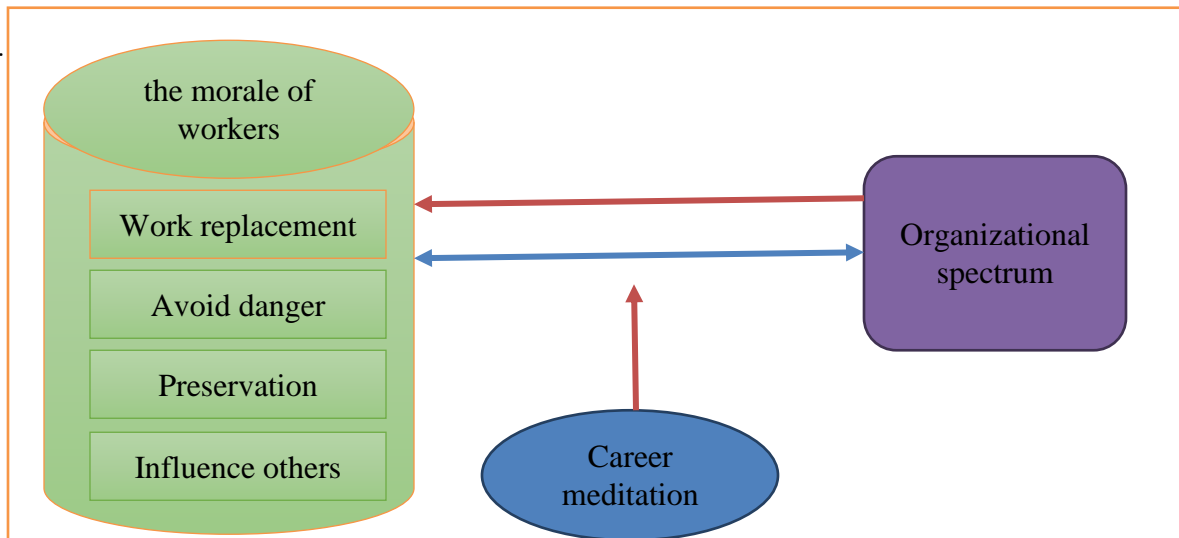 the morale of
workers
Work replacement
Avoid danger
Preservation
Influence others
Organizational
spectrum
Career
meditation